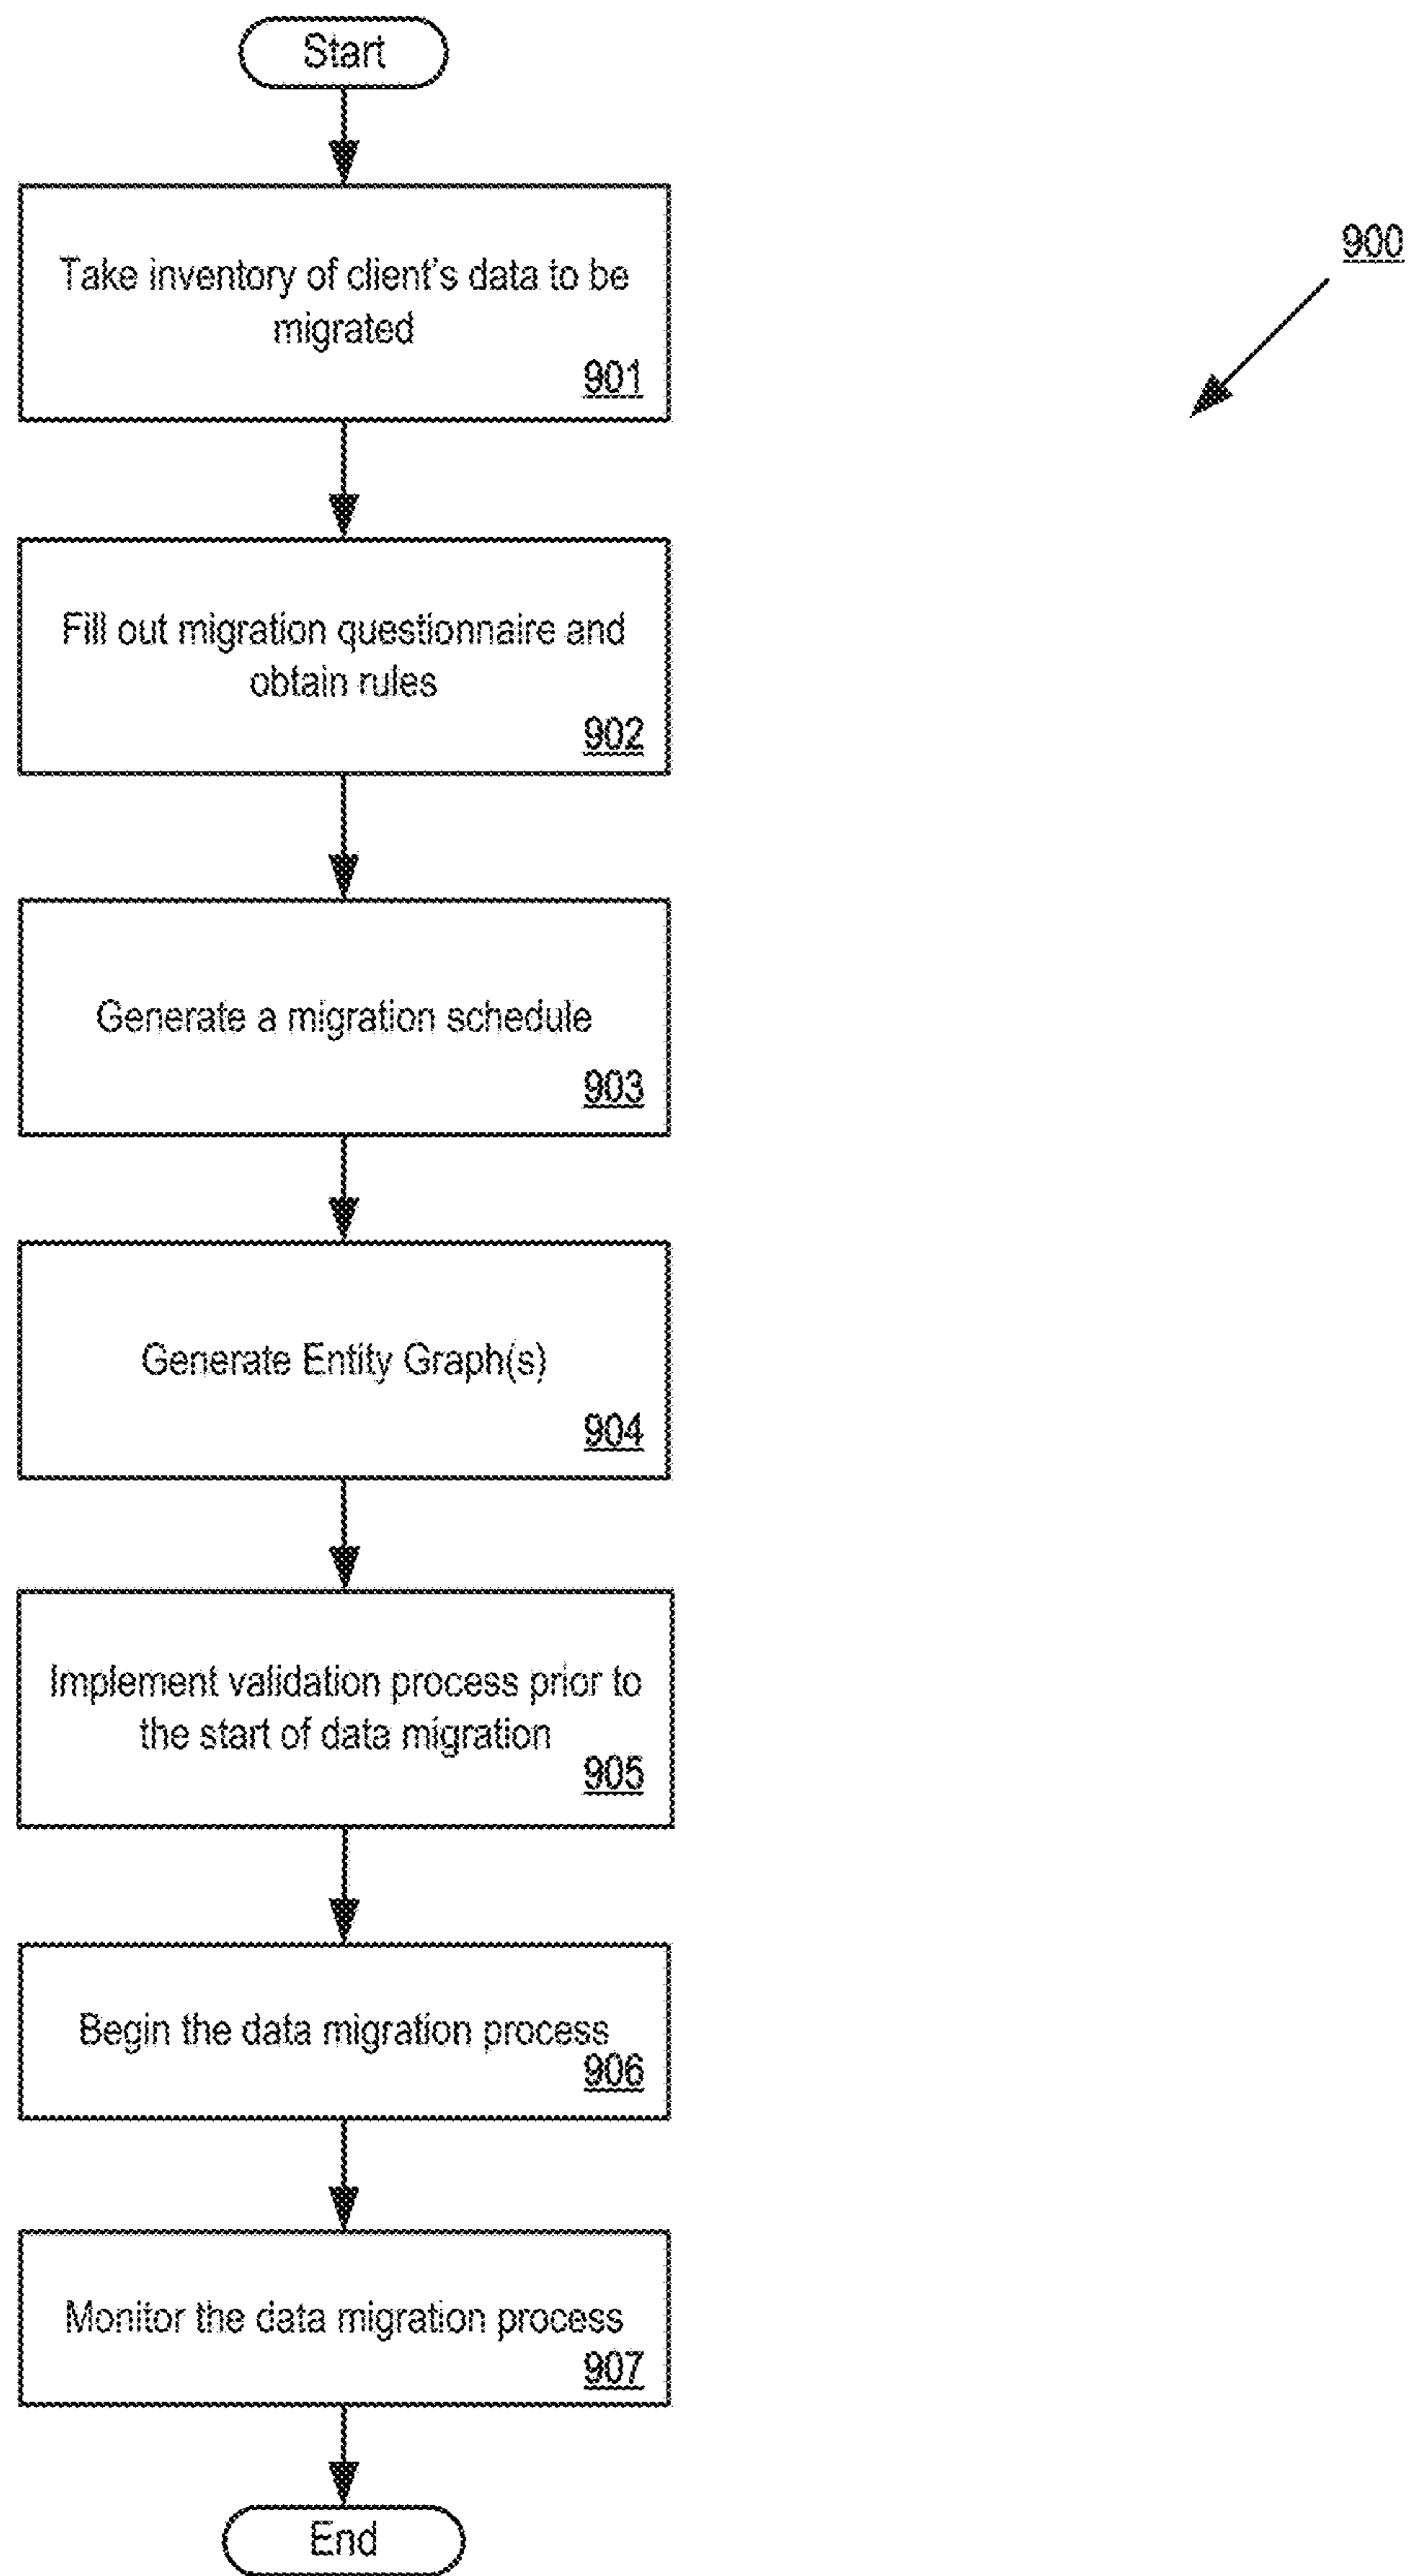 Start
Take inventory of client's data to be
migrated
901
900
Fill out migration questionnaire and
obtain rules
902
Generate a migration schedule
903
Generate Entity Graph(s)
904
Implement validation process prior to
the start of data migration
905
Begin the data migration process
906
Monitor the data migration process
907
End